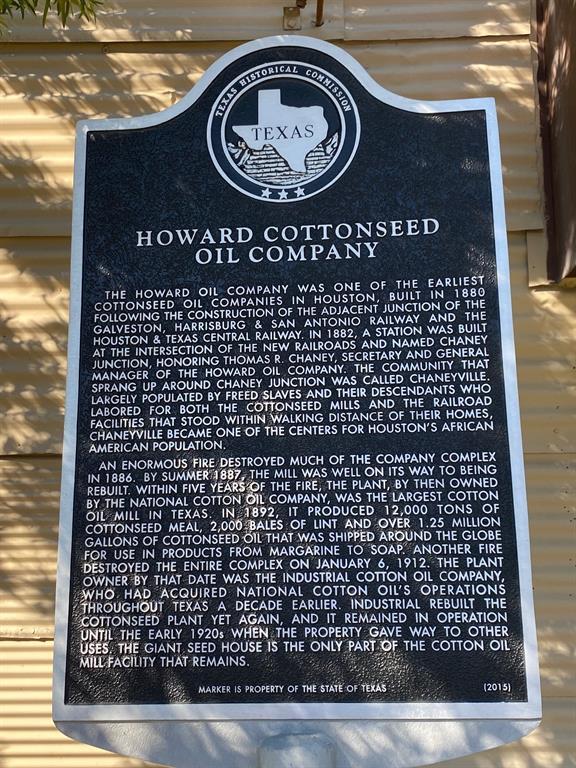 TEXAS HISTORICAL COMMISSION
TEXAS
HOWARD COTTONSEED
OIL COMPANY
THE HOWARD OIL COMPANY WAS ONE OF THE EARLIEST
COTTONSEED OIL COMPANIES IN HOUSTON, BUILT IN 1880
FOLLOWING THE CONSTRUCTION OF THE ADJACENT JUNCTION OF THE
GALVESTON, HARRISBURG & SAN ANTONIO RAILWAY AND THE
HOUSTON & TEXAS CENTRAL RAILWAY. IN 1882, A STATION WAS BUILT
AT THE INTERSECTION OF THE NEW RAILROADS AND NAMED CHANEY
JUNCTION, HONORING THOMAS R. CHANEY, SECRETARY AND GENERAL
MANAGER OF THE HOWARD OIL COMPANY. THE COMMUNITY THAT
SPRANG UP AROUND CHANEY JUNCTION WAS CALLED CHANEYVILLE.
LARGELY POPULATED BY FREED SLAVES AND THEIR DESCENDANTS WHO
LABORED FOR BOTH THE COTTONSEED MILLS AND THE RAILROAD
FACILITIES THAT STOOD WITHIN WALKING DISTANCE OF THEIR HOMES,
CHANEYVILLE BECAME ONE OF THE CENTERS FOR HOUSTON'S AFRICAN
AMERICAN POPULATION.
AN ENORMOUS FIRE DESTROYED MUCH OF THE COMPANY COMPLEX
IN 1886. BY SUMMER 1887, THE MILL WAS WELL ON ITS WAY TO BEING
REBUILT. WITHIN FIVE YEARS OF THE FIRE, THE PLANT, BY THEN OWNED
BY THE NATIONAL COTTON OIL COMPANY, WAS THE LARGEST COTTON
OIL MILL IN TEXAS. IN 1892, IT PRODUCED 12,000 TONS OF
COTTONSEED MEAL, 2,000 BALES OF LINT AND OVER 1.25 MILLION
GALLONS OF COTTONSEED OIL THAT WAS SHIPPED AROUND THE GLOBE
FOR USE IN PRODUCTS FROM MARGARINE TO SOAP. ANOTHER FIRE
DESTROYED THE ENTIRE COMPLEX ON JANUARY 6, 1912. THE PLANT
OWNER BY THAT DATE WAS THE INDUSTRIAL COTTON OIL COMPANY,
WHO HAD ACQUIRED NATIONAL COTTON OIL'S OPERATIONS
THROUGHOUT TEXAS A DECADE EARLIER. INDUSTRIAL REBUILT THE
COTTONSEED PLANT YET AGAIN, AND IT REMAINED IN OPERATION
UNTIL THE EARLY 1920s WHEN THE PROPERTY GAVE WAY TO OTHER
USES. THE GIANT SEED HOUSE IS THE ONLY PART OF THE COTTON OIL
MILL FACILITY THAT REMAINS.
MARKER IS PROPERTY OF THE STATE OF TEXAS (2015)